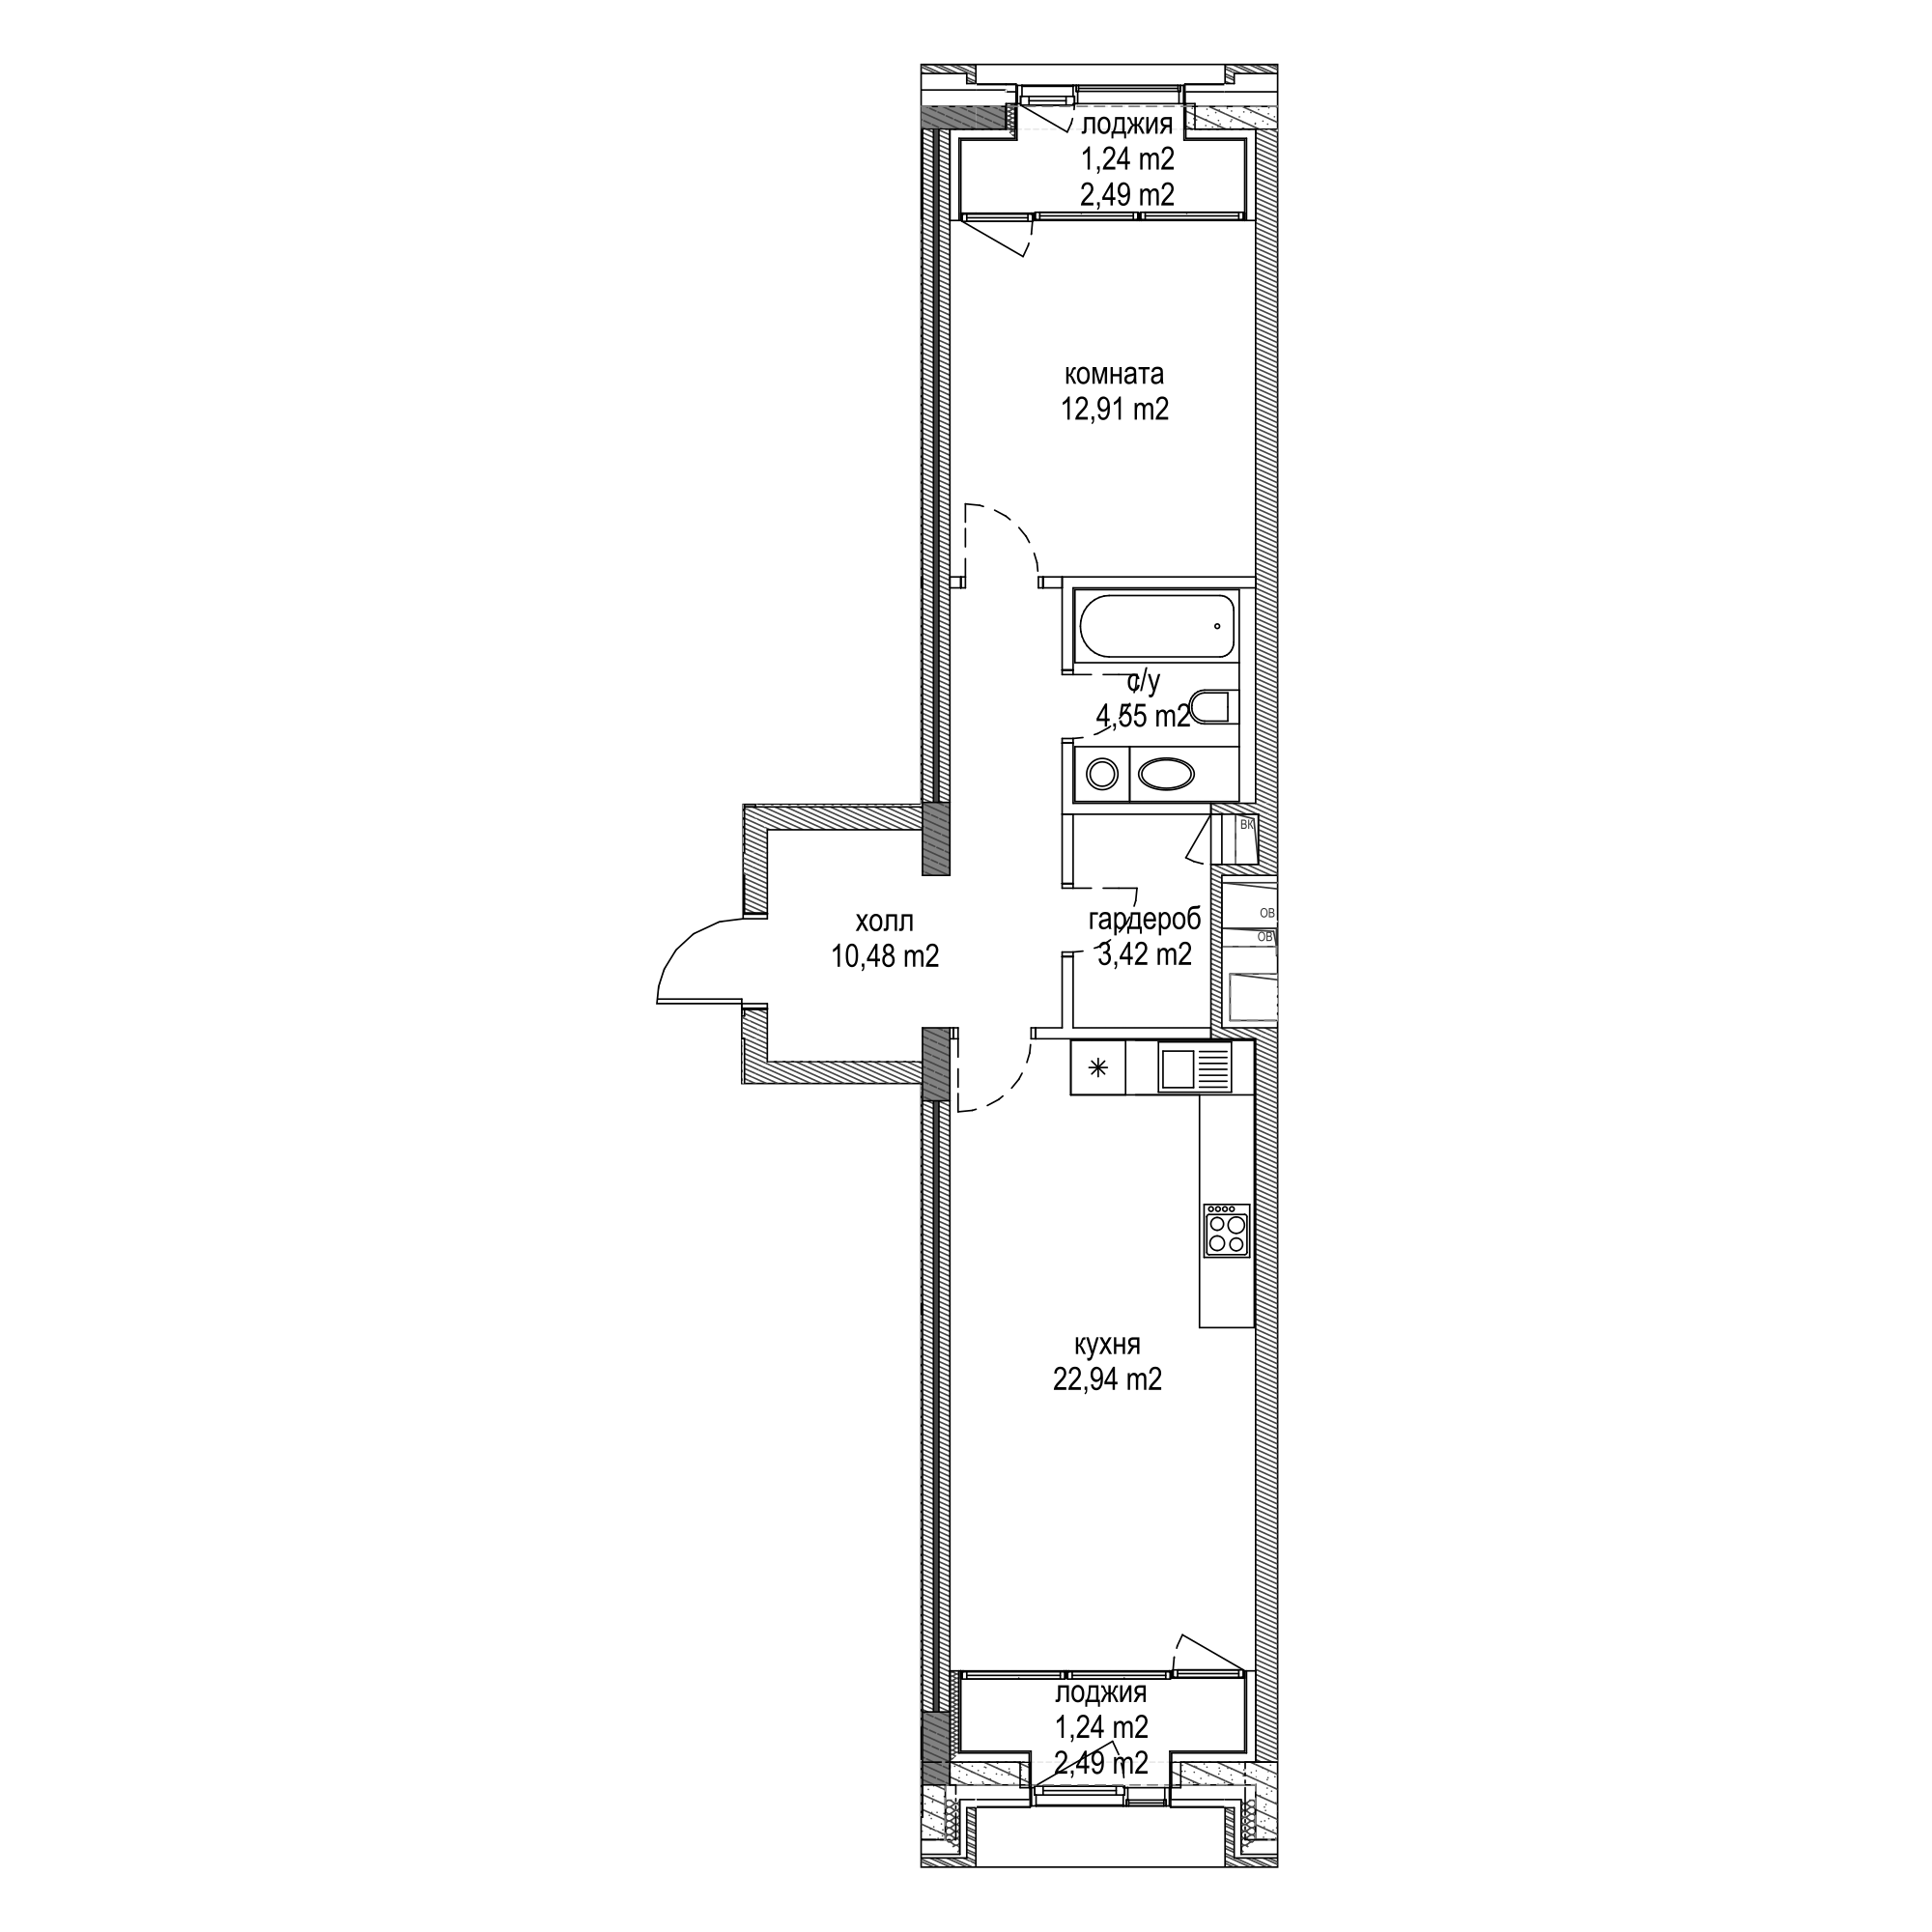 лоджия
1,24 m2
2,49 m2
комната
12,91 m2
с/у
4,55 m2
ВК
холл
10,48 m2
гардероб
3,42 m2
ОВ
ОВ
кухня
22,94 m2
лоджия
1,24 m2
2,49 m2